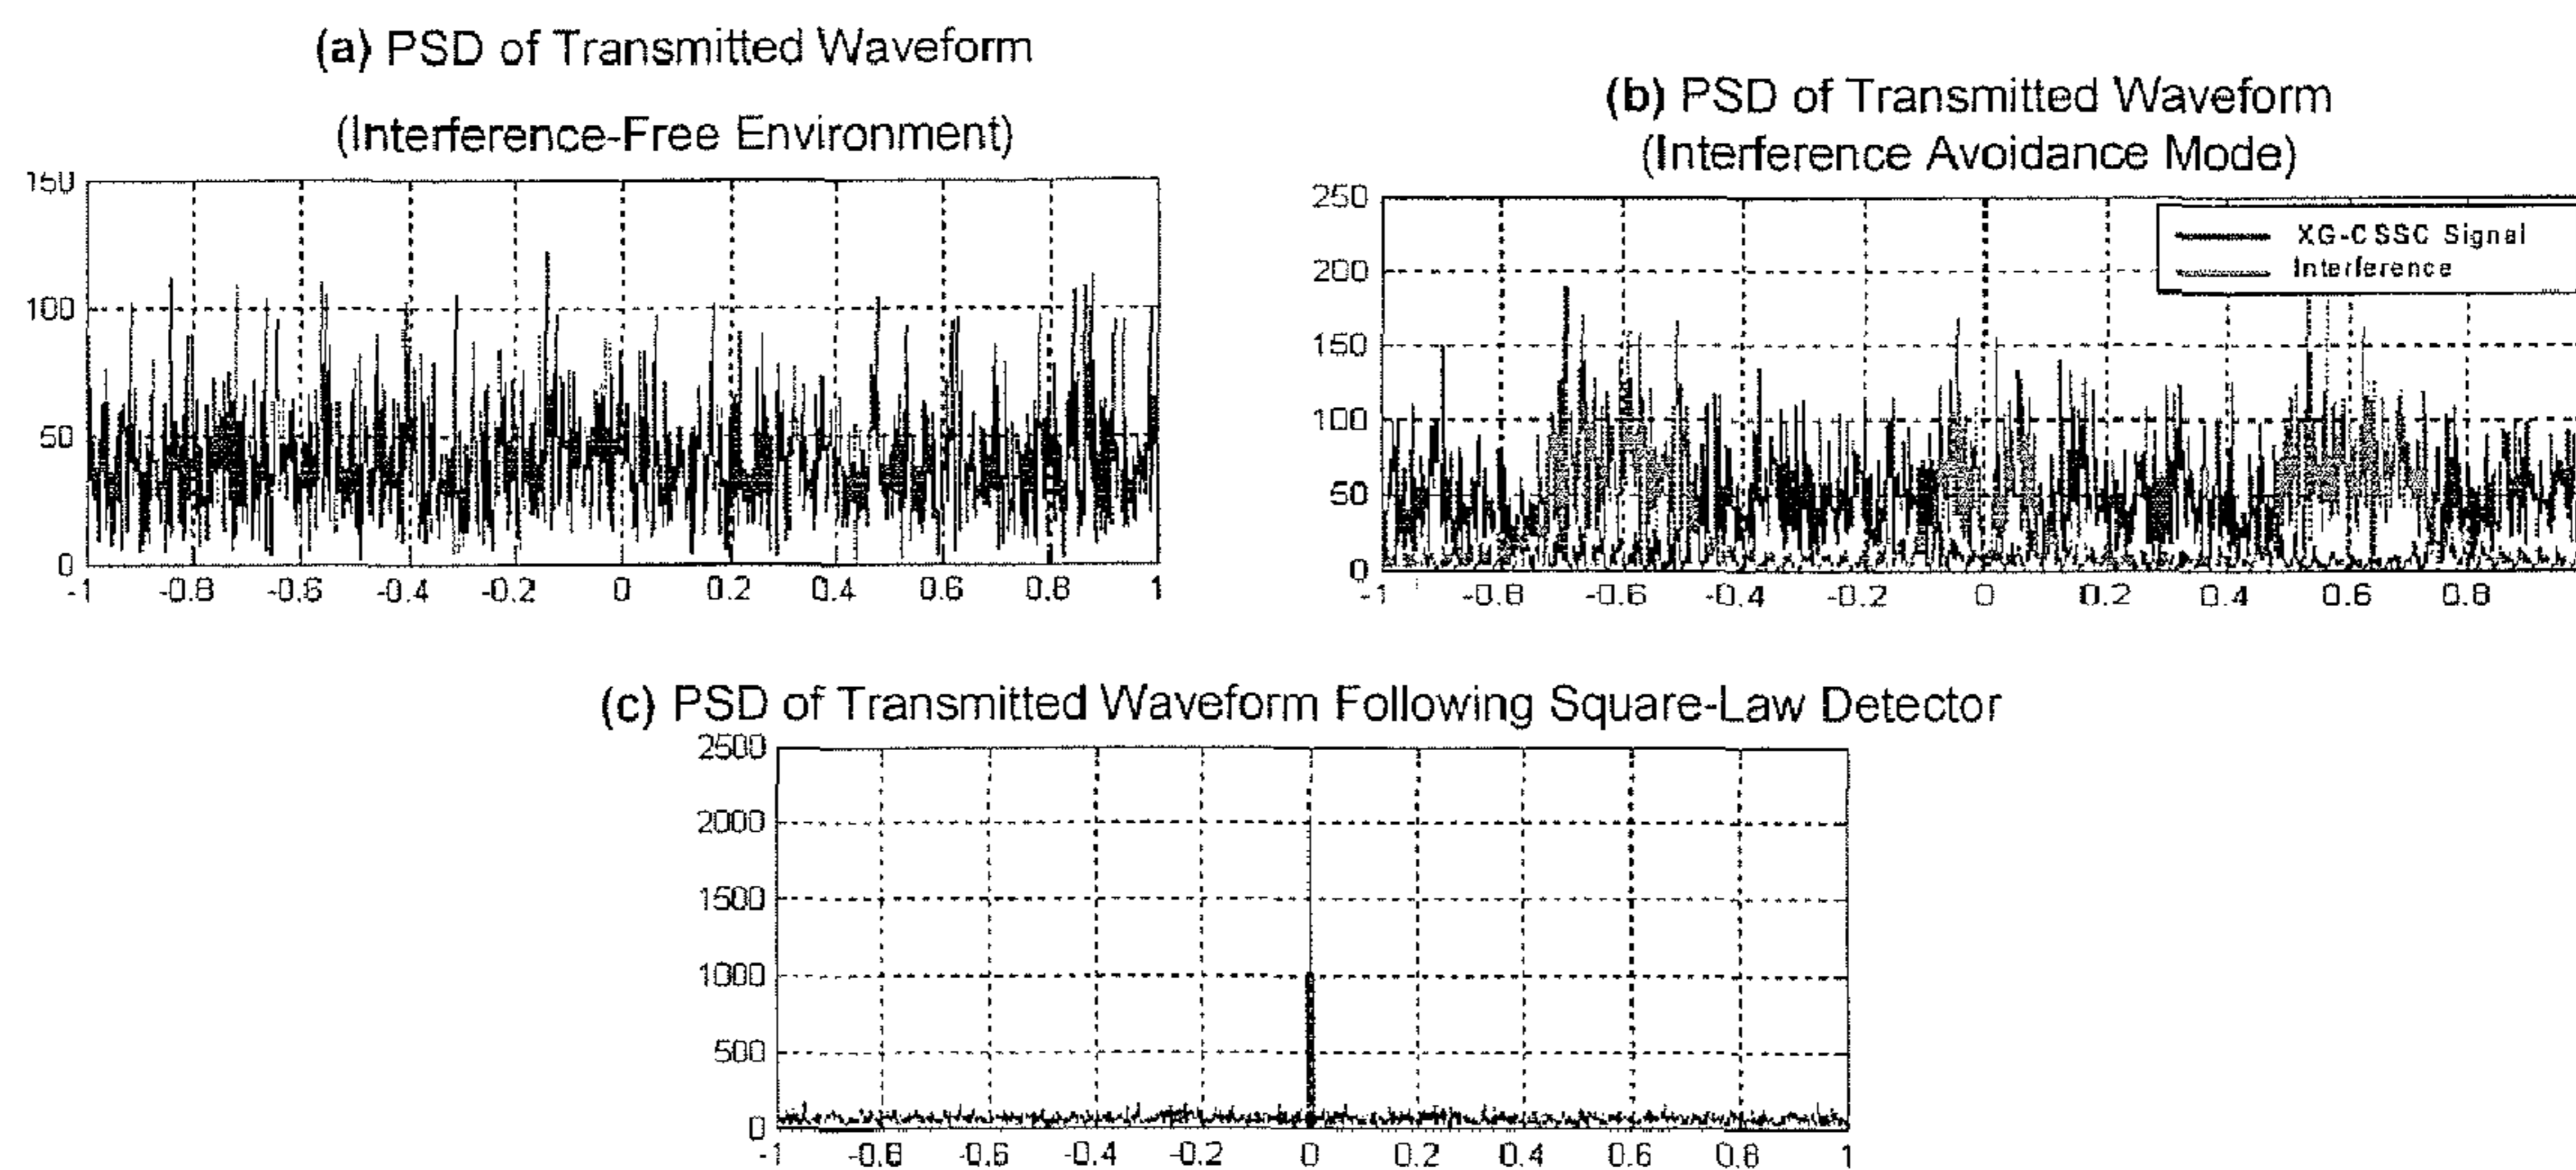 (a) PSD of Transmitted Waveform
(Interference-Free Environment)
150
100
50
0
-1 -0.8 -0.6 -0.4 -0.2 0 0.2 0.4 0.6 0.8 1
(b) PSD of Transmitted Waveform
(Interference Avoidance Mode)
250
200
150
100
50
0
-1 -0.8 -0.6 -0.4 -0.2 0 0.2 0.4 0.6 0.8
XG-CSSC Signal
Interference
(c) PSD of Transmitted Waveform Following Square-Law Detector
2500
2000
1500
1000
500
0
-1 -0.8 -0.6 -0.4 -0.2 0 0.2 0.4 0.6 0.8 1